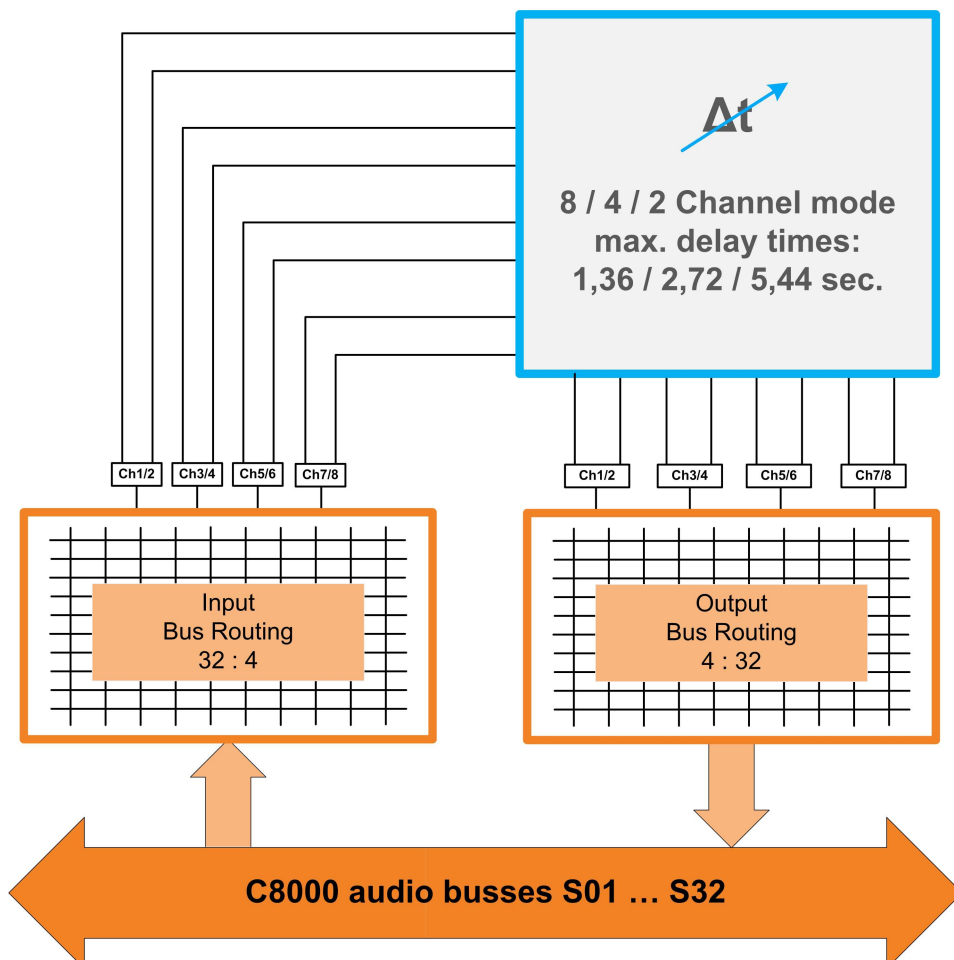 Δt
8 / 4 / 2 Channel mode
max. delay times:
1,36 / 2,72 / 5,44 sec.
Ch1/2
Ch3/4
Ch5/6
Ch7/8
Ch1/2
Ch3/4
Ch5/6
Ch7/8
Input
Bus Routing
32 : 4
Output
Bus Routing
4 : 32
C8000 audio busses S01 ... S32